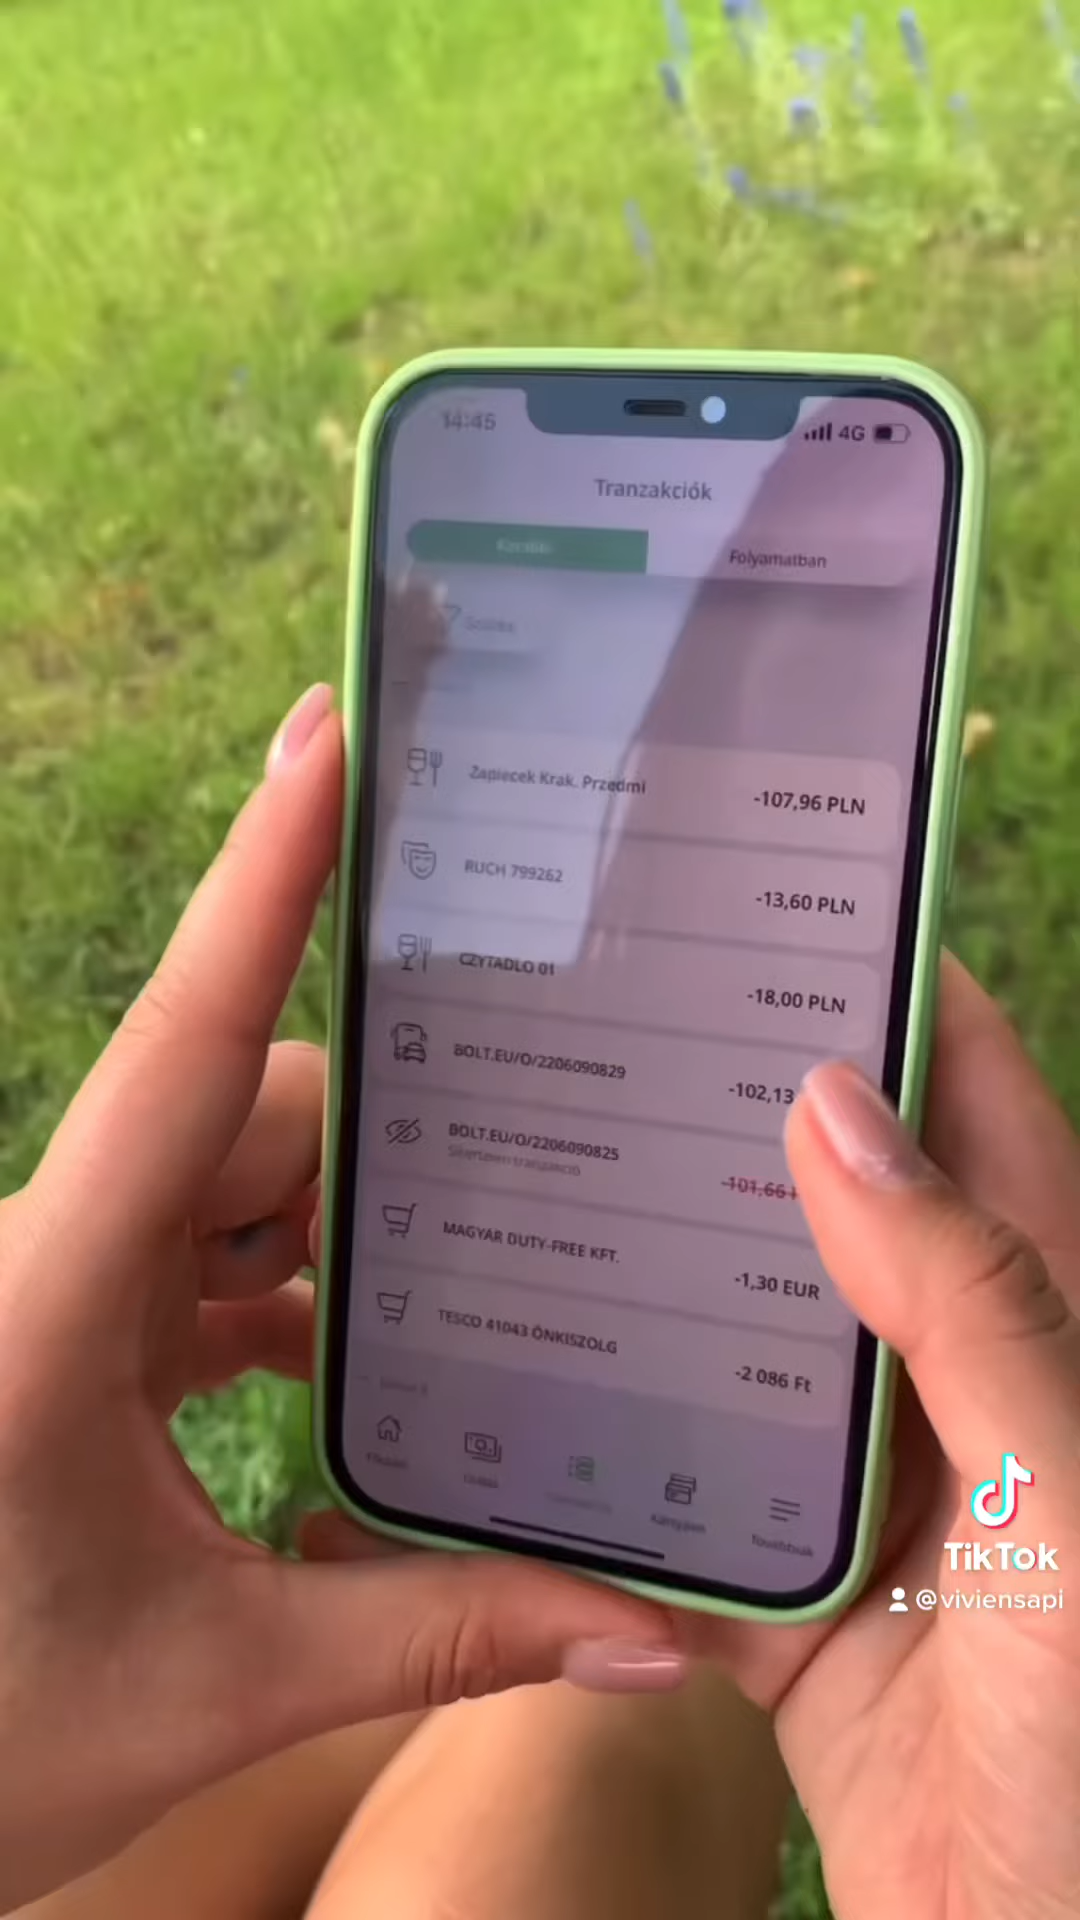 14:45
4G
Tranzakciók
Folyamatban
Szűrés
Zapiecek Krak. Przedmi
-107,96 PLN
RUCH 799262
-13,60 PLN
CZYTADLO 01
-18,00 PLN
BOLT.EU/O/2206090829
-102,13
BOLT.EU/O/2206090825
-101,66
Sikertelen tranzakció
MAGYAR DUTY-FREE KFT.
-1,30 EUR
TESCO 41043 ÖNKISZOLG
-2 086 Ft
Kártyáim
Továbbiak
TikTok
@viviensapi